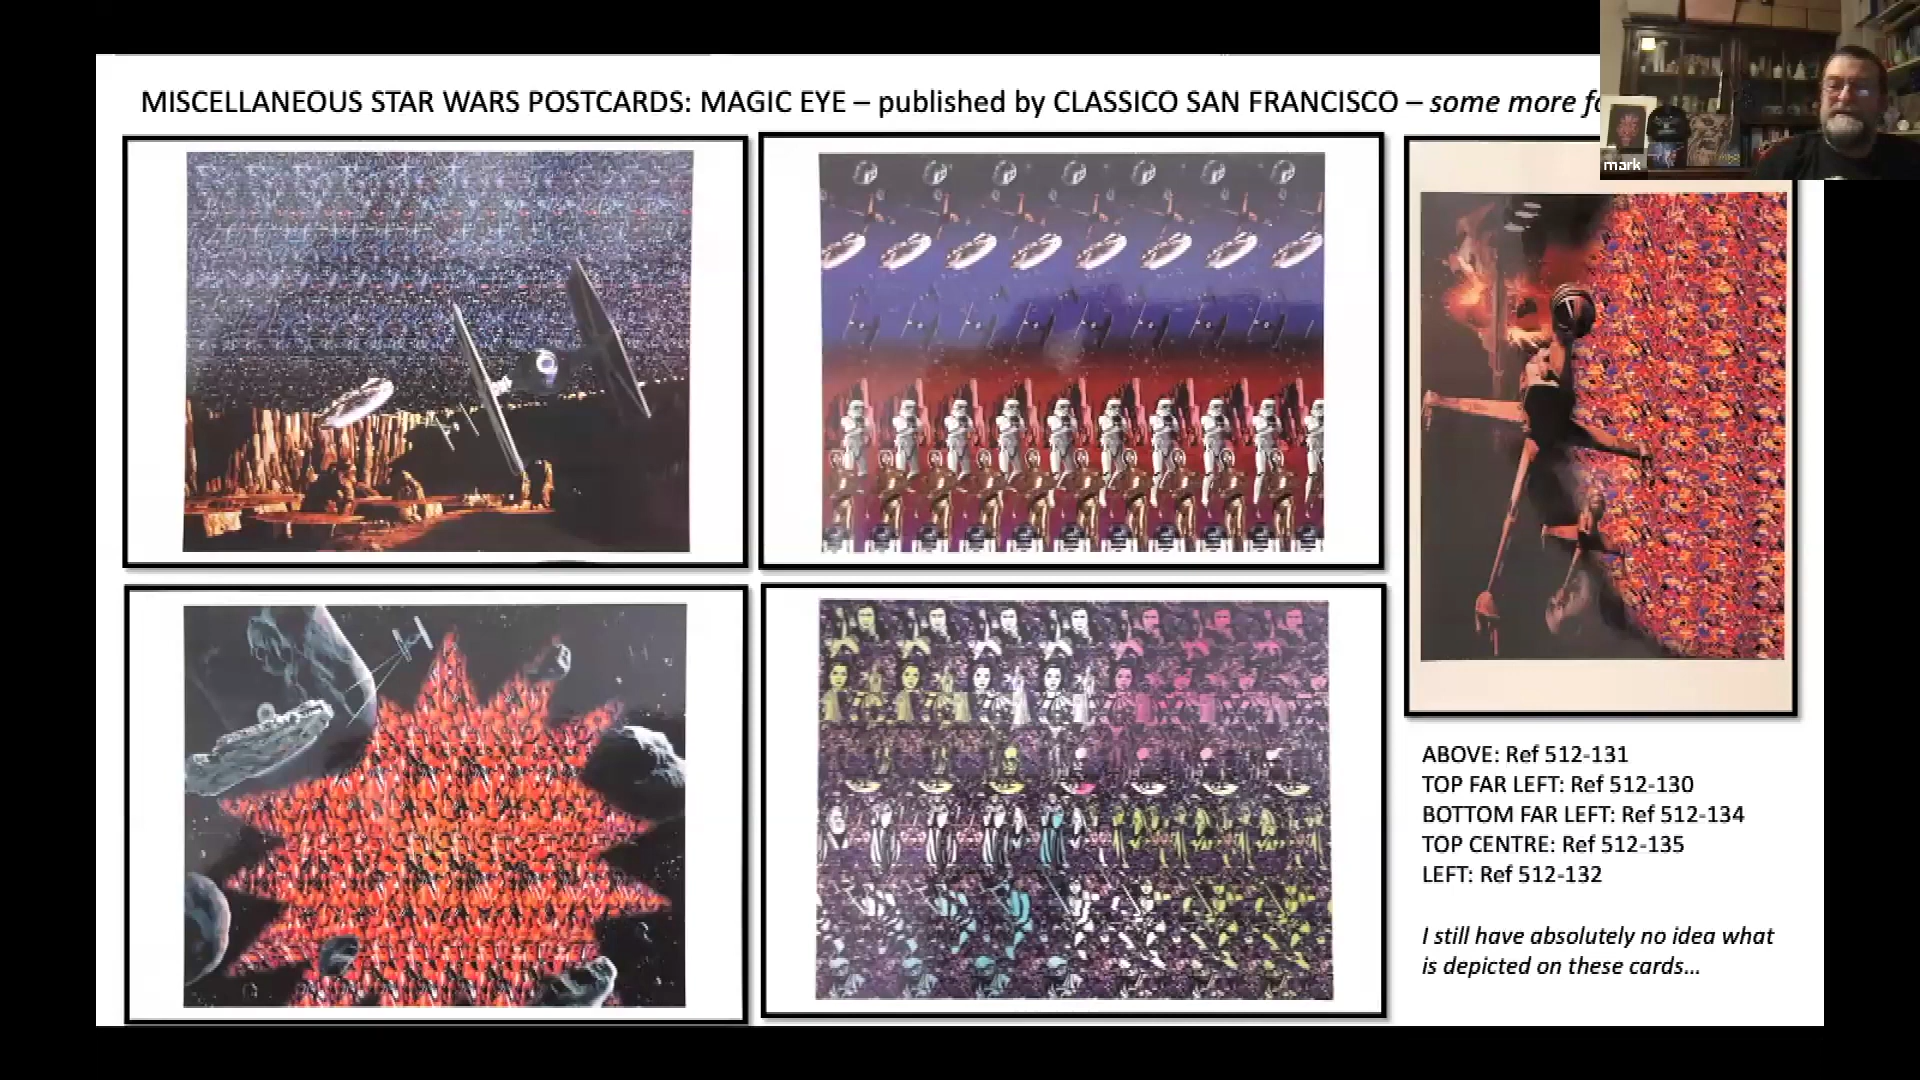 MISCELLANEOUS STAR WARS POSTCARDS: MAGIC EYE – published by CLASSICO SAN FRANCISCO – some more
mark
ABOVE: Ref 512-131
TOP FAR LEFT: Ref 512-130
BOTTOM FAR LEFT: Ref 512-134
TOP CENTRE: Ref 512-135
LEFT: Ref 512-132
I still have absolutely no idea what
is depicted on these cards...